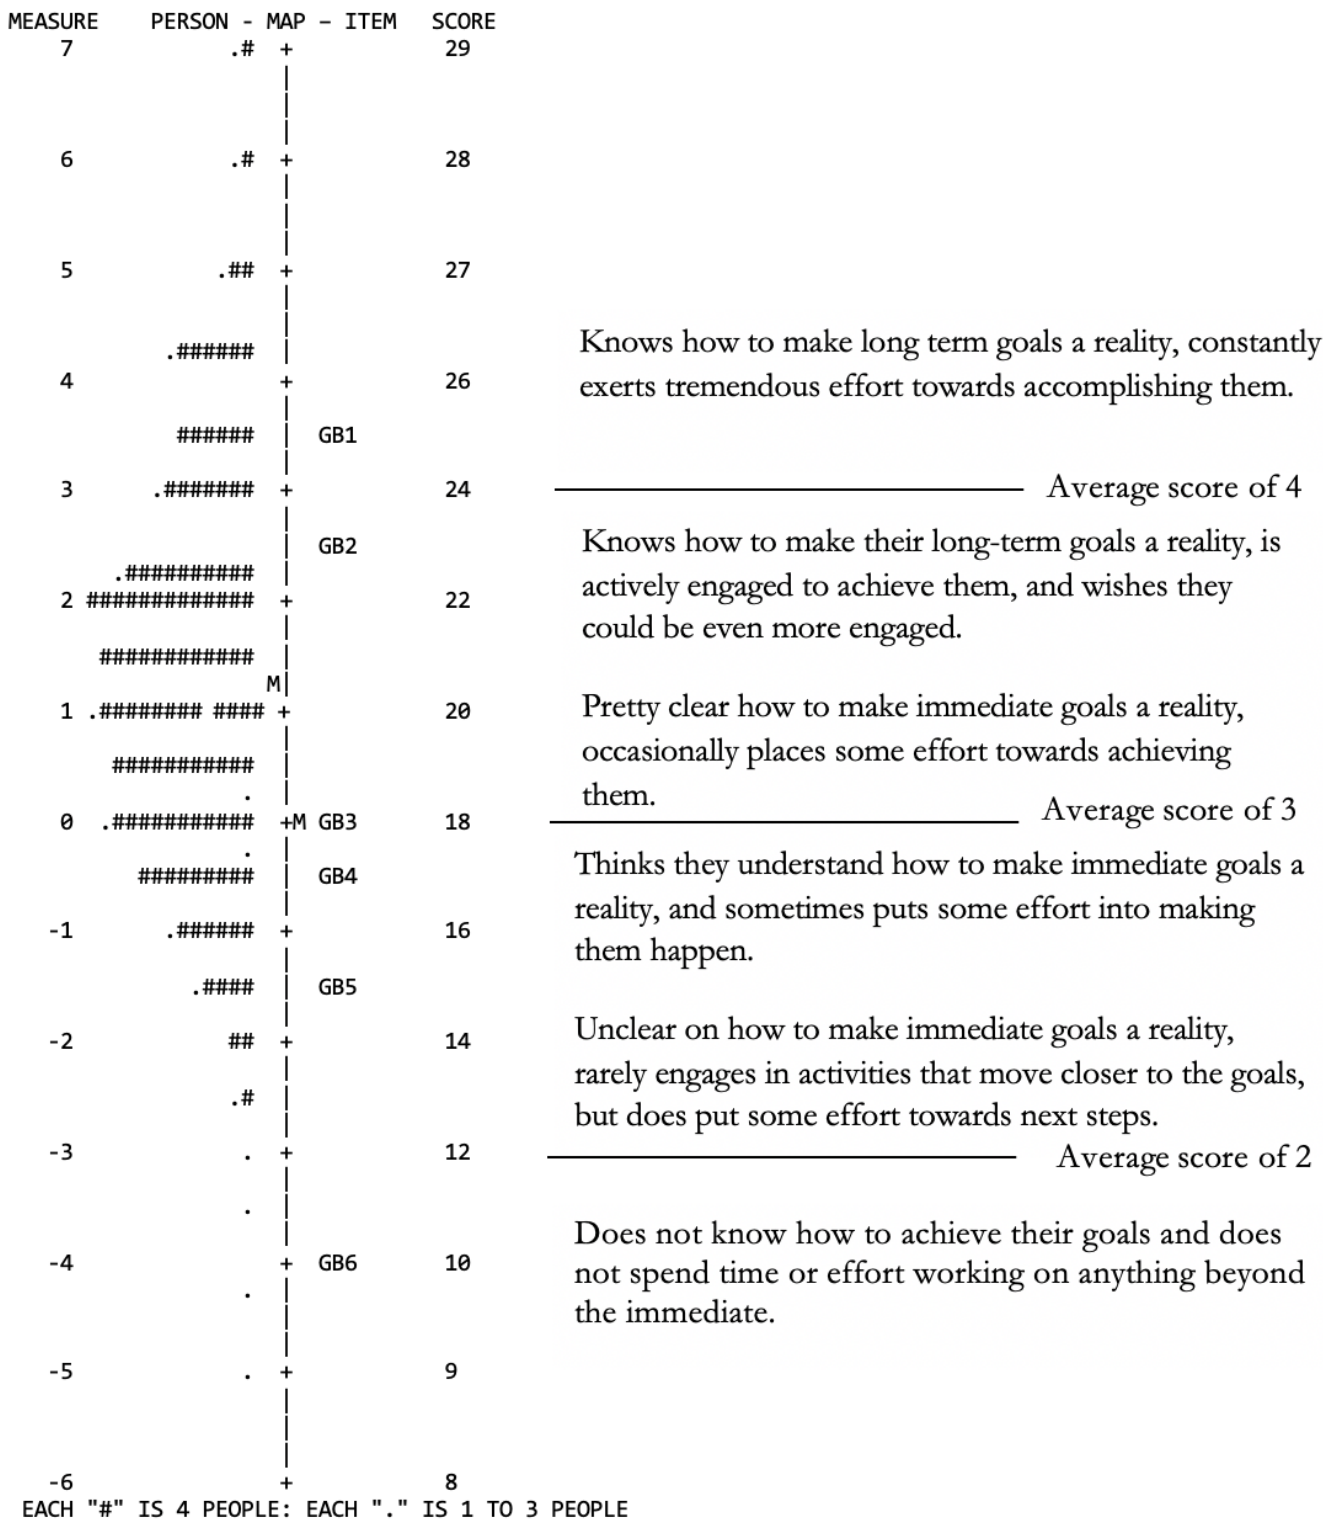 MEASURE PERSON - MAP – ITEM SCORE
7 .# + 29
|
|
|
6 .# + 28
|
|
|
5 .## + 27
|
|
.###### | Knows how to make long term goals a reality, constantly
4 + 26 exerts tremendous effort towards accomplishing them.
|
###### | GB1
|
3 .####### + 24 Average score of 4
|
| GB2 Knows how to make their long-term goals a reality, is
.########## | actively engaged to achieve them, and wishes they
2 ############# + 22 could be even more engaged.
|
############ |
M|
1 .######## #### + 20 Pretty clear how to make immediate goals a reality,
| occasionally places some effort towards achieving
########### | them.
. |
0 .########### +M GB3 18 Average score of 3
. | Thinks they understand how to make immediate goals a
######### | GB4 reality, and sometimes puts some effort into making
| them happen.
-1 .###### + 16
|
.#### | GB5
| Unclear on how to make immediate goals a reality,
-2 ## + 14 rarely engages in activities that move closer to the goals,
.# | but does put some effort towards next steps.
|
-3 . + 12 Average score of 2
. |
| Does not know how to achieve their goals and does
-4 + GB6 10 not spend time or effort working on anything beyond
. | the immediate.
|
-5 . + 9
|
|
|
-6 + 8
EACH "#" IS 4 PEOPLE: EACH "." IS 1 TO 3 PEOPLE